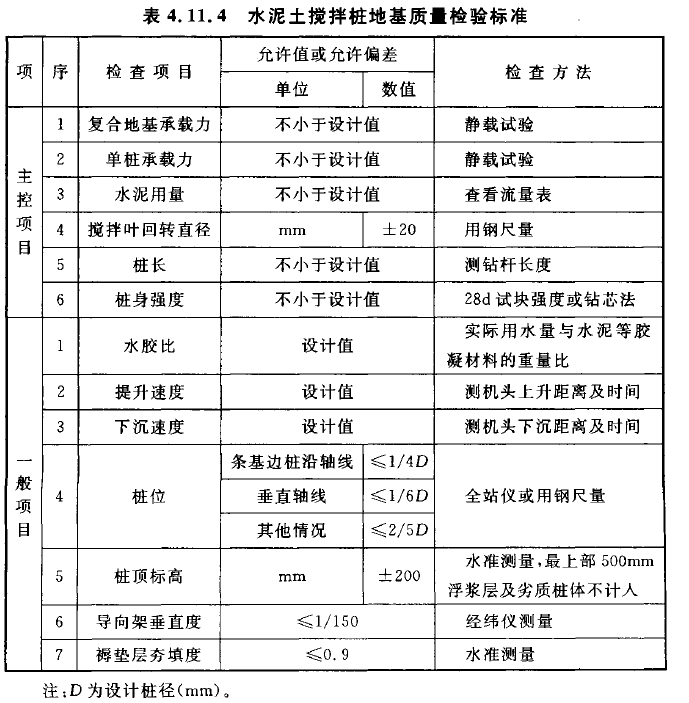 表 4.11.4 水泥土搅拌桩地基质量检验标准
项 序 检查项目 允许值或允许偏差 检查方法
单位 数值
主控项目
1 复合地基承载力 不小于设计值 静载试验
2 单桩承载力 不小于设计值 静载试验
3 水泥用量 不小于设计值 查看流量表
4 搅拌叶回转直径 mm ±20 用钢尺量
5 桩长 不小于设计值 测钻杆长度
6 桩身强度 不小于设计值 28d 试块强度或钻芯法
一般项目
1 水胶比 设计值 实际用水量与水泥等胶
凝材料的重量比
2 提升速度 设计值 测机头上升距离及时间
3 下沉速度 设计值 测机头下沉距离及时间
4 桩位 条基边桩沿轴线 ≤1/4D 全站仪或用钢尺量
垂直轴线 ≤1/6D
其他情况 ≤2/5D
5 桩顶标高 mm ±200 水准测量,最上部 500mm
浮浆层及劣质桩体不计入
6 导向架垂直度 ≤1/150 经纬仪测量
7 褥垫层夯填度 ≤0.9 水准测量
注:D 为设计桩径(mm)。